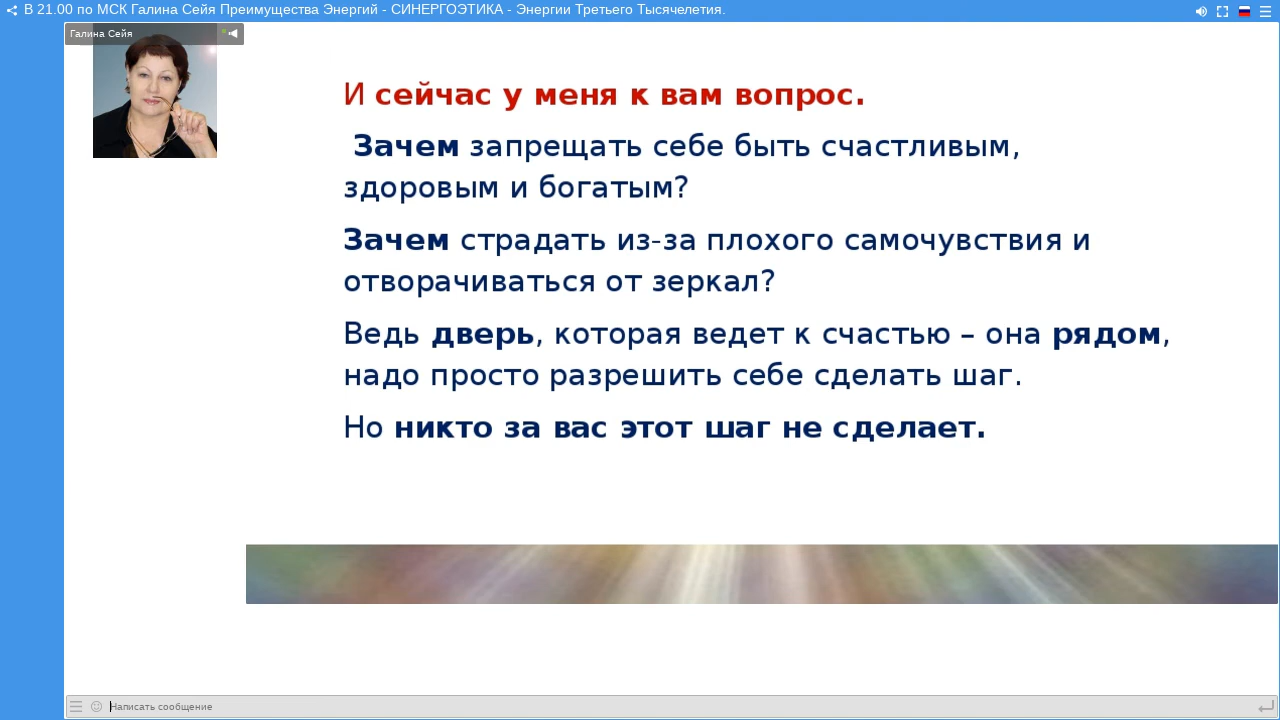 В 21.00 по МСК Галина Сейя Преимущества Энергий - СИНЕРГОЭТИКА - Энергии Третьего Тысячелетия.
Галина Сейя
И сейчас у меня к вам вопрос.
Зачем запрещать себе быть счастливым,
здоровым и богатым?
Зачем страдать из-за плохого самочувствия и
отворачиваться от зеркал?
Ведь дверь, которая ведет к счастью – она рядом,
надо просто разрешить себе сделать шаг.
Но никто за вас этот шаг не сделает.
Написать сообщение